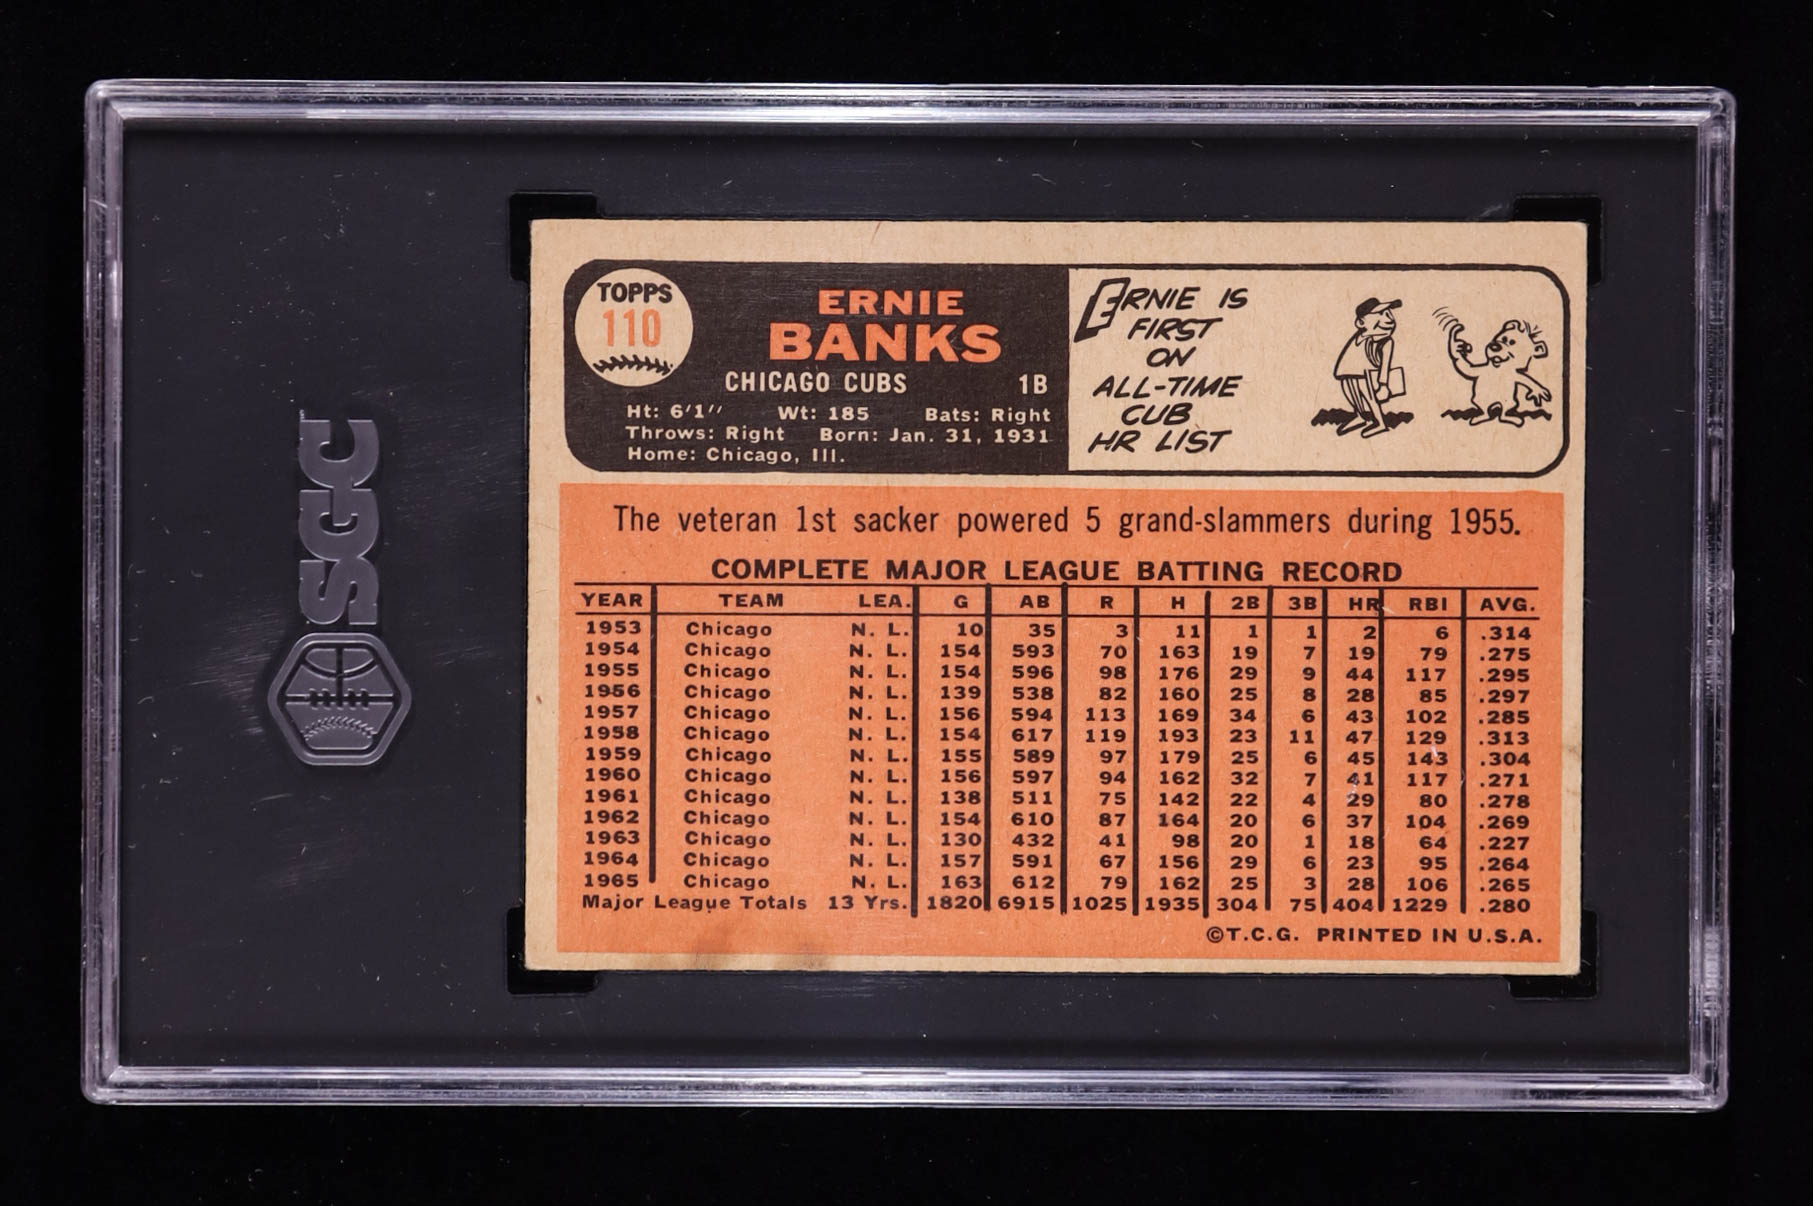 SGC
TOPPS
110
ERNIE
BANKS
CHICAGO CUBS 1B
Ht: 6'1" Wt: 185 Bats: Right
Throws: Right Born: Jan. 31, 1931
Home: Chicago, Ill.
ERNIE IS
FIRST
ON
ALL-TIME
CUB
HR LIST
The veteran 1st sacker powered 5 grand-slammers during 1955.
COMPLETE MAJOR LEAGUE BATTING RECORD
YEAR TEAM LEA. G AB R H 2B 3B HR RBI AVG.
1953 Chicago N. L. 10 35 3 11 1 1 2 6 .314
1954 Chicago N. L. 154 593 70 163 19 7 19 79 .275
1955 Chicago N. L. 154 596 98 176 29 9 44 117 .295
1956 Chicago N. L. 139 538 82 160 25 8 28 85 .297
1957 Chicago N. L. 156 594 113 169 34 6 43 102 .285
1958 Chicago N. L. 154 617 119 193 23 11 47 129 .313
1959 Chicago N. L. 155 589 97 179 25 6 45 143 .304
1960 Chicago N. L. 156 597 94 162 32 7 41 117 .271
1961 Chicago N. L. 138 511 75 142 22 4 29 80 .278
1962 Chicago N. L. 154 610 87 164 20 6 37 104 .269
1963 Chicago N. L. 130 432 41 98 20 1 18 64 .227
1964 Chicago N. L. 157 591 67 156 29 6 23 95 .264
1965 Chicago N. L. 163 612 79 162 25 3 28 106 .265
Major League Totals 13 Yrs. 1820 6915 1025 1935 304 75 404 1229 .280
©T.C.G. PRINTED IN U.S.A.